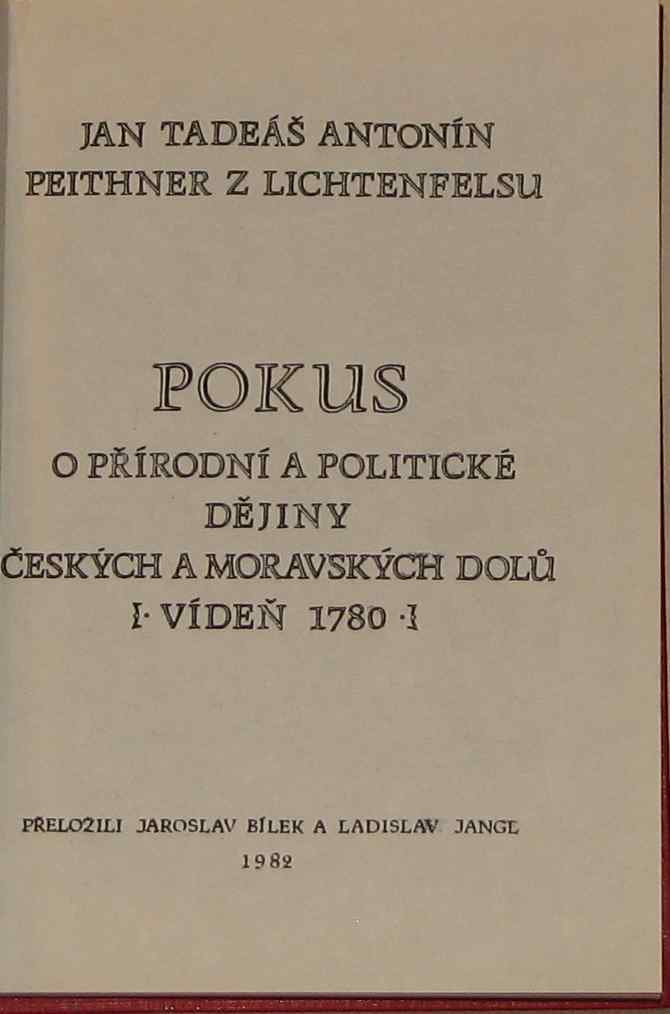 JAN TADEÁŠ ANTONÍN
PEITHNER Z LICHTENFELSU
POKUS
O PŘÍRODNÍ A POLITICKÉ
DĚJINY
ČESKÝCH A MORAVSKÝCH DOLŮ
[· VÍDEŇ 1780 ·]
PŘELOŽILI JAROSLAV BÍLEK A LADISLAV JANGL
1982